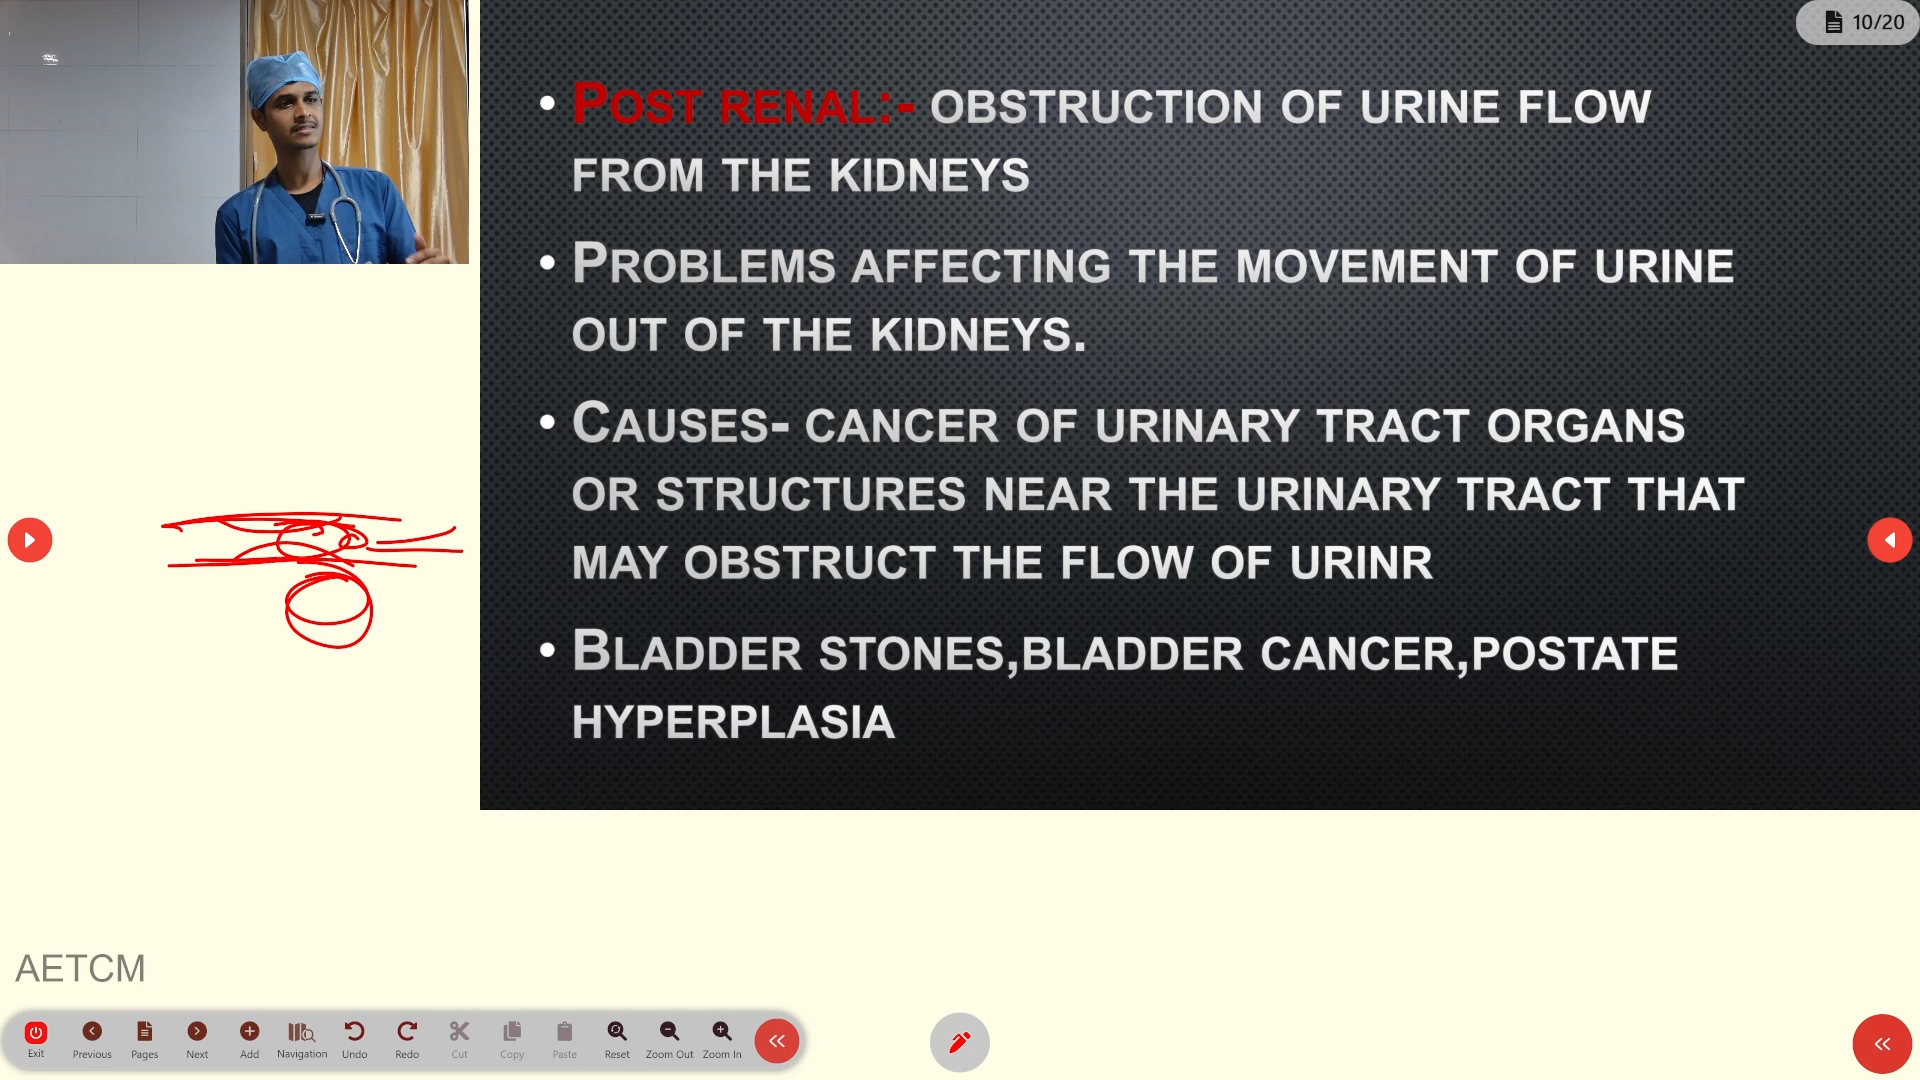 10/20
• POST RENAL:- OBSTRUCTION OF URINE FLOW
FROM THE KIDNEYS
• PROBLEMS AFFECTING THE MOVEMENT OF URINE
OUT OF THE KIDNEYS.
• CAUSES- CANCER OF URINARY TRACT ORGANS
OR STRUCTURES NEAR THE URINARY TRACT THAT
MAY OBSTRUCT THE FLOW OF URINR
• BLADDER STONES,BLADDER CANCER,POSTATE
HYPERPLASIA
AETCM
Exit Previous Pages Next Add Navigation Undo Redo Cut Copy Paste Reset Zoom Out Zoom In